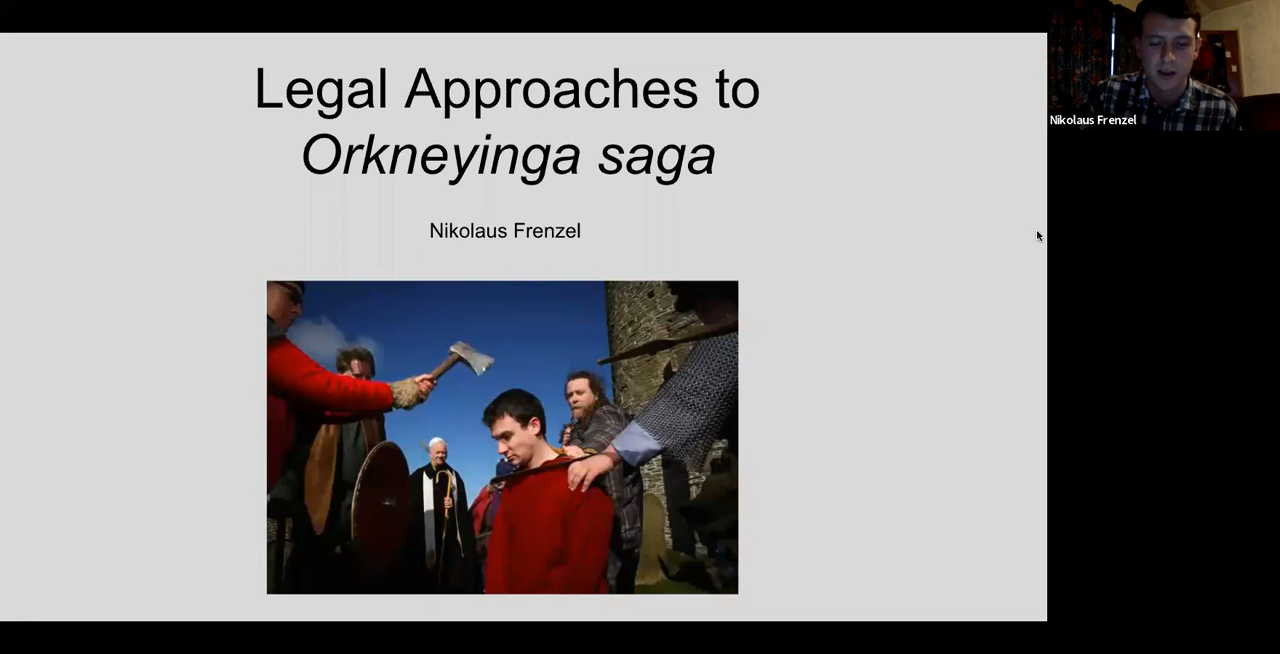 Legal Approaches to
Orkneyinga saga
Nikolaus Frenzel
Nikolaus Frenzel